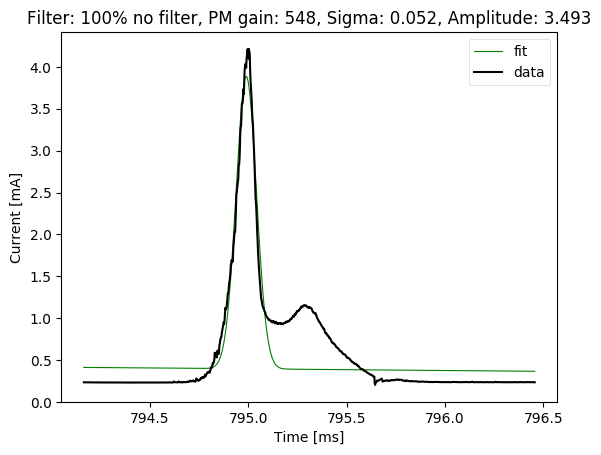 Filter: 100% no filter, PM gain: 548, Sigma: 0.052, Amplitude: 3.493
fit
data
4.0
3.5
3.0
2.5
2.0
1.5
1.0
0.5
0.0
Current [mA]
794.5 795.0 795.5 796.0 796.5
Time [ms]